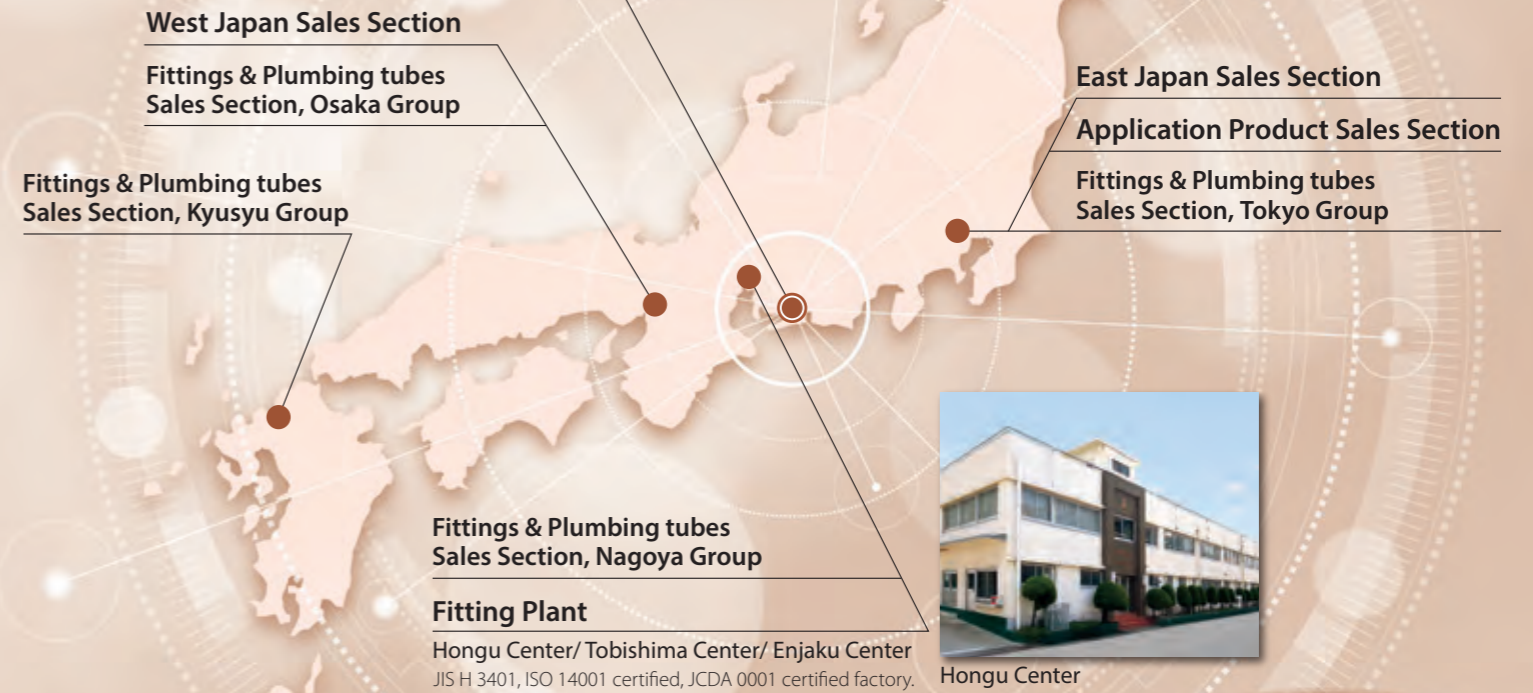 West Japan Sales Section
Fittings & Plumbing tubes
Sales Section, Osaka Group
Fittings & Plumbing tubes
Sales Section, Kyusyu Group
East Japan Sales Section
Application Product Sales Section
Fittings & Plumbing tubes
Sales Section, Tokyo Group
Fittings & Plumbing tubes
Sales Section, Nagoya Group
Fitting Plant
Hongu Center/ Tobishima Center/ Enjaku Center
JIS H 3401, ISO 14001 certified, JCDA 0001 certified factory.
Hongu Center